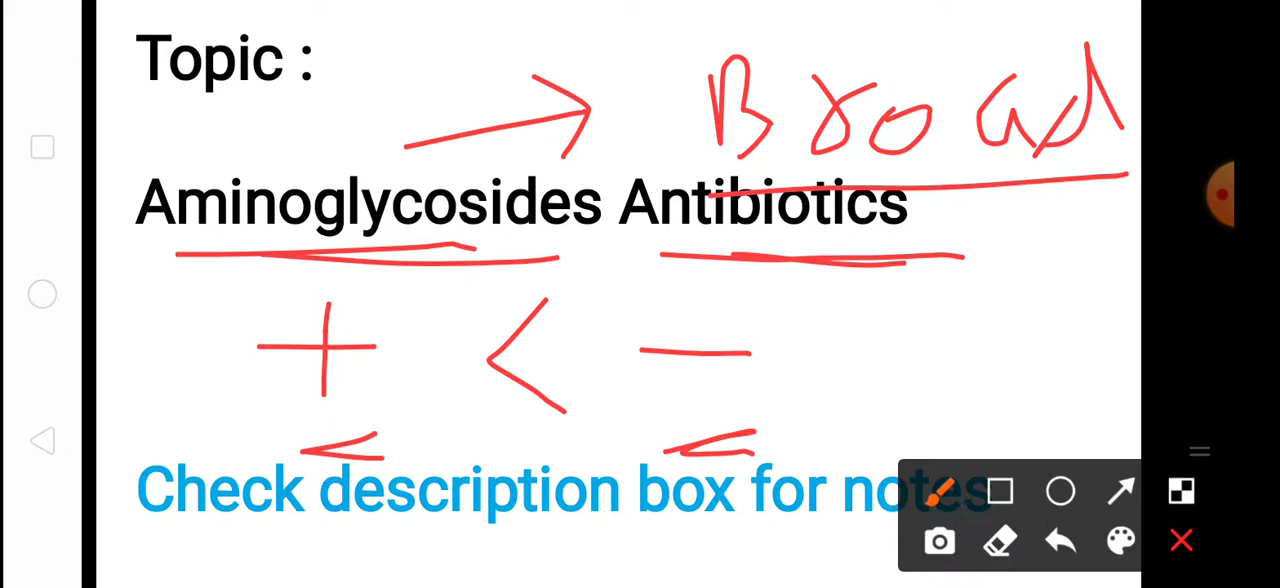 Topic :
Broad
Aminoglycosides Antibiotics
+ < -
Check description box for notes